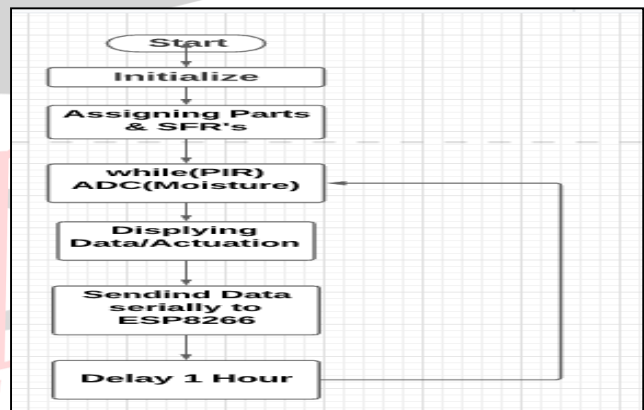 Start
Initialize
Assigning Parts
& SFR's
while(PIR)
ADC(Moisture)
Displying
Data/Actuation
Sendind Data
serially to
ESP8266
Delay 1 Hour